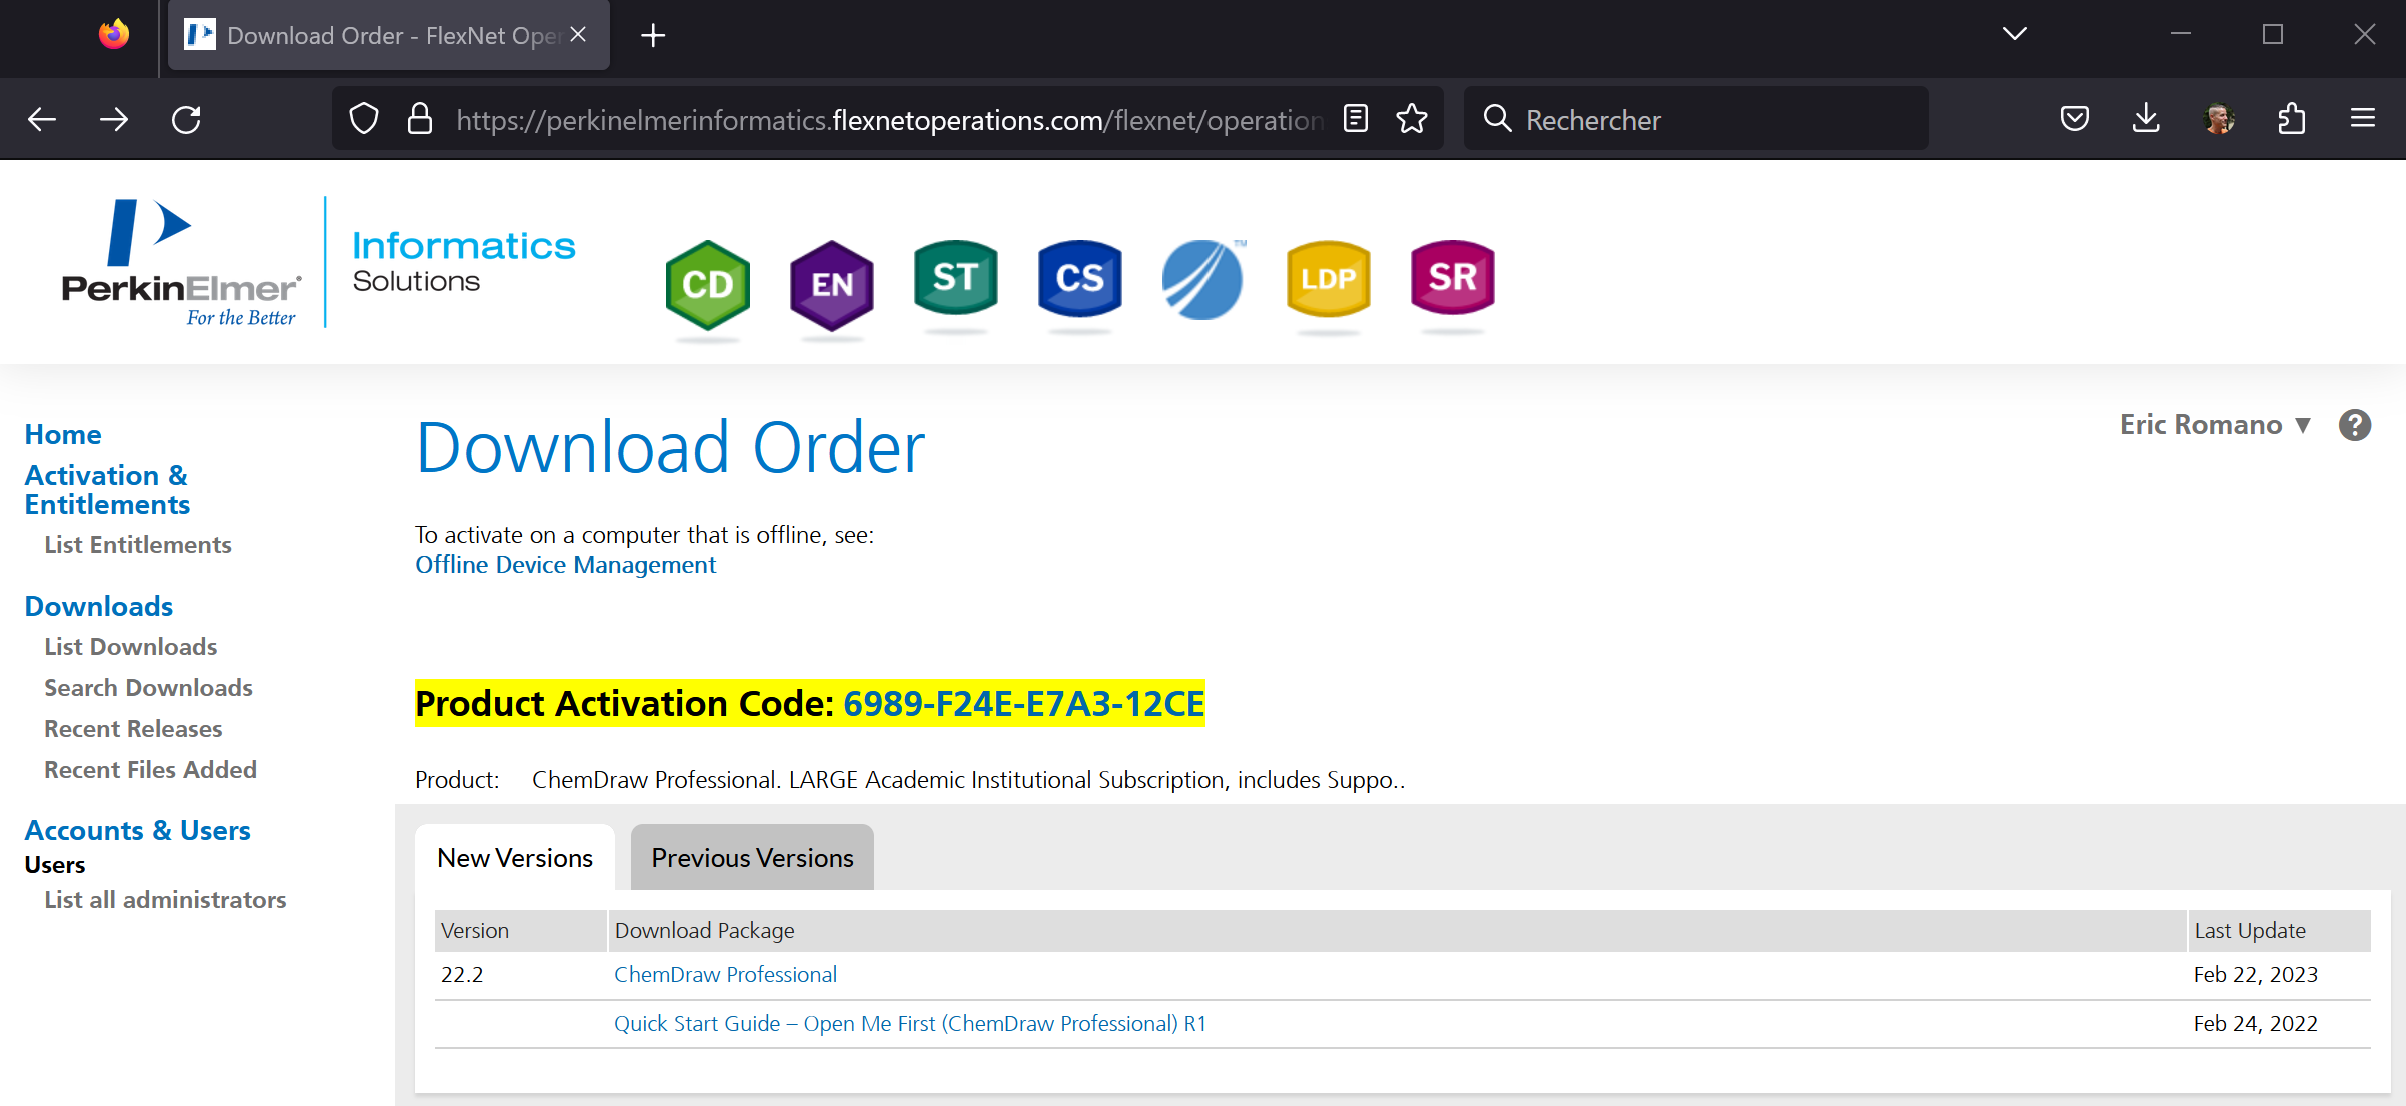 Download Order - FlexNet Ope
https://perkinelmerinformatics.flexnetoperations.com/flexnet/operation
Rechercher
PerkinElmer®
For the Better
Informatics
Solutions
CD
EN
ST
CS
TM
LDP
SR
Home
Activation &
Entitlements
List Entitlements
Downloads
List Downloads
Search Downloads
Recent Releases
Recent Files Added
Accounts & Users
Users
List all administrators
Eric Romano ▼ ?
Download Order
To activate on a computer that is offline, see:
Offline Device Management
Product Activation Code: 6989-F24E-E7A3-12CE
Product: ChemDraw Professional. LARGE Academic Institutional Subscription, includes Suppo..
New Versions Previous Versions
Version Download Package Last Update
22.2 ChemDraw Professional Feb 22, 2023
Quick Start Guide – Open Me First (ChemDraw Professional) R1 Feb 24, 2022